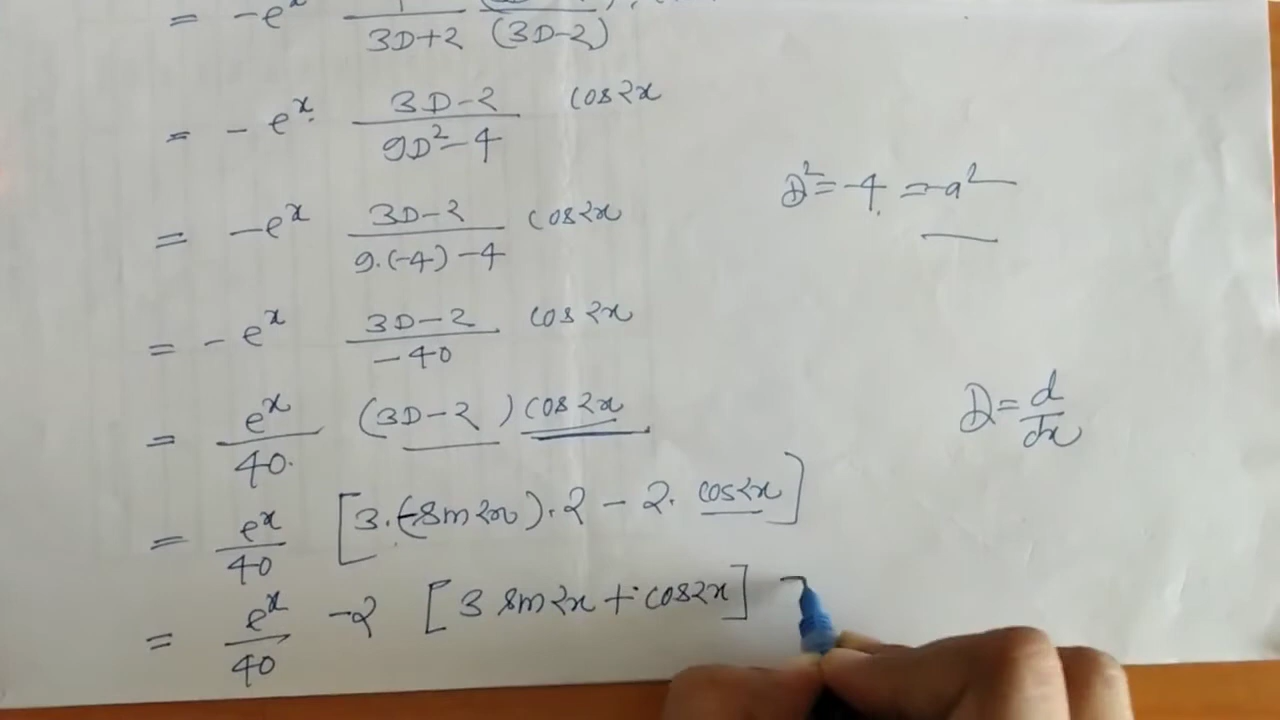 = -e^x 1/(3D+2) (3D-2)
= -e^x. (3D-2)/(9D²-4) cos2x
D² = -4. = -a²
= -e^x (3D-2)/(9.(-4)-4) cos2x
= -e^x (3D-2)/(-40) cos2x
= e^x/40. (3D-2) cos2x
D = d/dx
= e^x/40 [3.(-sin2x).2 - 2. cos2x]
= e^x/40 -2 [3 sin2x + cos2x]